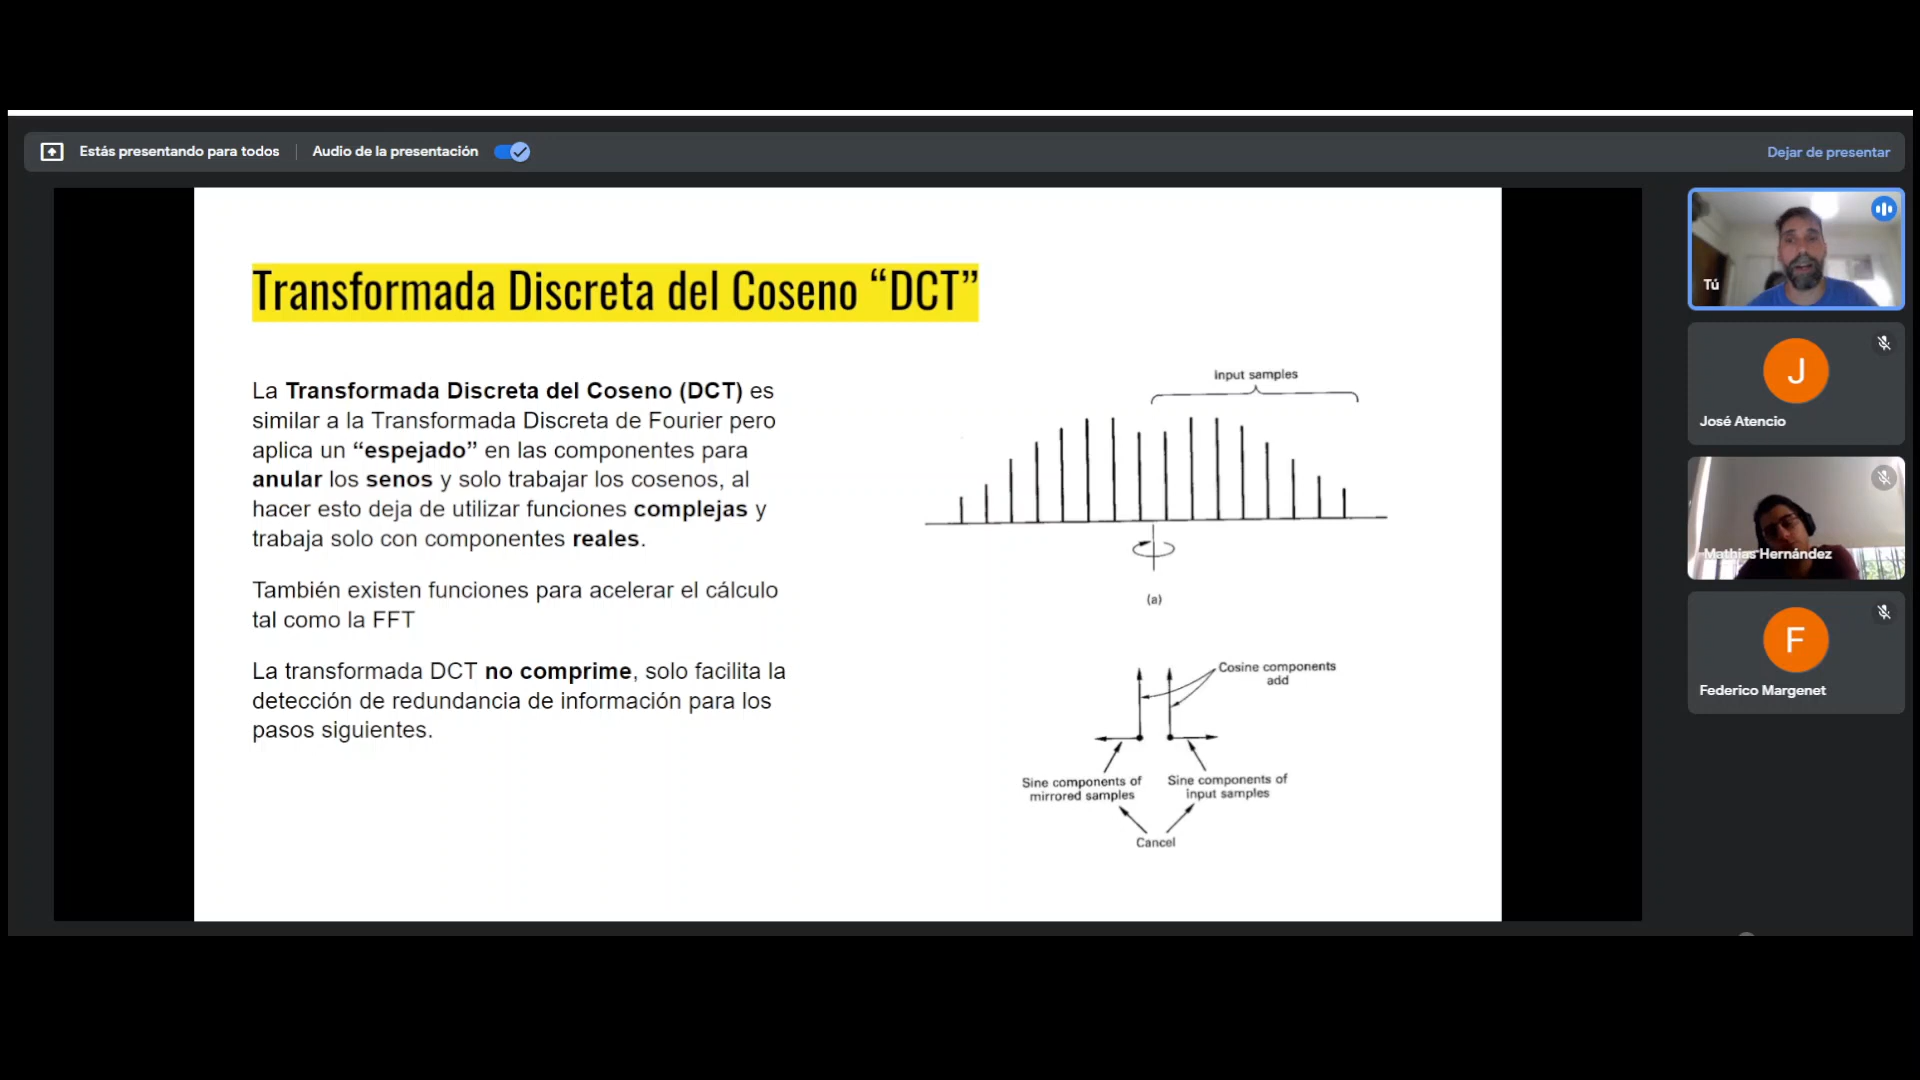 Estás presentando para todos
Audio de la presentación
Dejar de presentar
Transformada Discreta del Coseno “DCT”
La Transformada Discreta del Coseno (DCT) es
similar a la Transformada Discreta de Fourier pero
aplica un “espejado” en las componentes para
anular los senos y solo trabajar los cosenos, al
hacer esto deja de utilizar funciones complejas y
trabaja solo con componentes reales.
También existen funciones para acelerar el cálculo
tal como la FFT
La transformada DCT no comprime, solo facilita la
detección de redundancia de información para los
pasos siguientes.
Input samples
(a)
Cosine components
add
Sine components of
mirrored samples
Sine components of
input samples
Cancel
Tú
J
José Atencio
Mathias Hernández
F
Federico Margenet